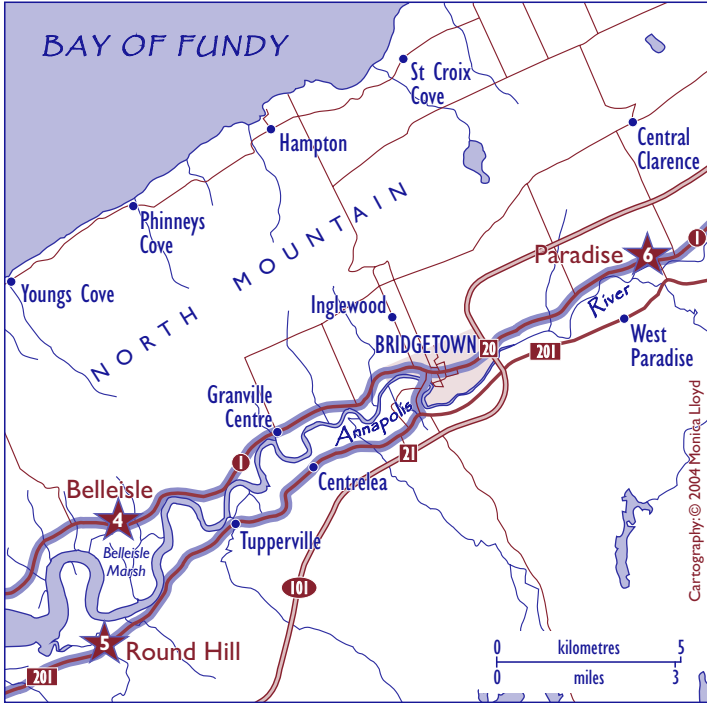 BAY OF FUNDY
St Croix
Cove
Hampton
Central
Clarence
Phinneys
Cove
NORTH MOUNTAIN
Paradise
6
1
Youngs Cove
Inglewood
River
BRIDGETOWN
20
201
West
Paradise
Granville
Centre
Annapolis
21
1
Centrelea
Belleisle
4
Tupperville
Belleisle
Marsh
101
5
Round Hill
201
0 kilometres 5
0 miles 3
Cartography: © 2004 Monica Lloyd